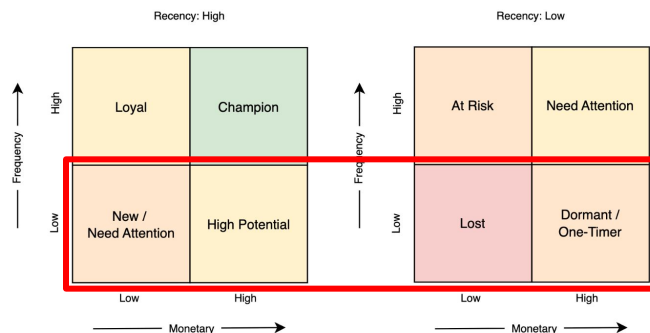 Recency: High
Recency: Low
High
Loyal
Champion
High
At Risk
Need Attention
Frequency
Frequency
Low
New /
Need Attention
High Potential
Low
Lost
Dormant /
One-Timer
Low
High
Low
High
Monetary
Monetary